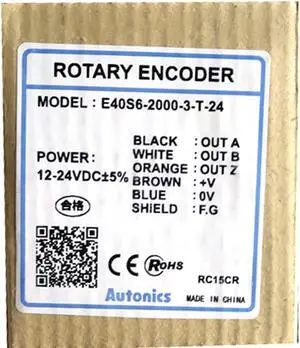 ROTARY ENCODER
MODEL : E40S6-2000-3-T-24
POWER:
12-24VDC±5%
BLACK : OUT A
WHITE : OUT B
ORANGE : OUT Z
BROWN : +V
BLUE : 0V
SHIELD : F.G
合格
CE RoHS
RC15CR
Autonics
MADE IN CHINA